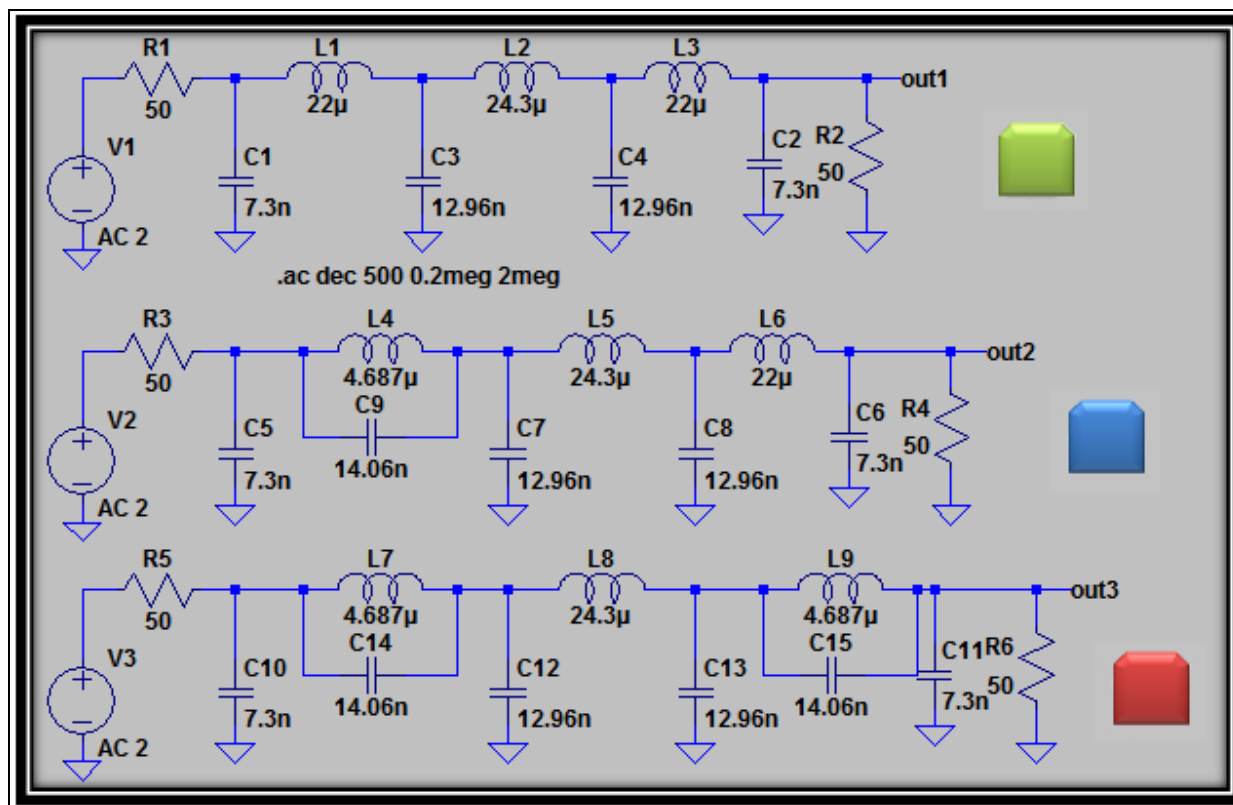 R1
50
L1
22µ
L2
24.3µ
L3
22µ
out1
V1
AC 2
C1
7.3n
C3
12.96n
C4
12.96n
C2
7.3n
R2
50
.ac dec 500 0.2meg 2meg
R3
50
L4
4.687µ
C9
14.06n
L5
24.3µ
L6
22µ
out2
V2
AC 2
C5
7.3n
C7
12.96n
C8
12.96n
C6
7.3n
R4
50
R5
50
L7
4.687µ
C14
14.06n
L8
24.3µ
L9
4.687µ
C15
14.06n
out3
V3
AC 2
C10
7.3n
C12
12.96n
C13
12.96n
C11
7.3n
R6
50